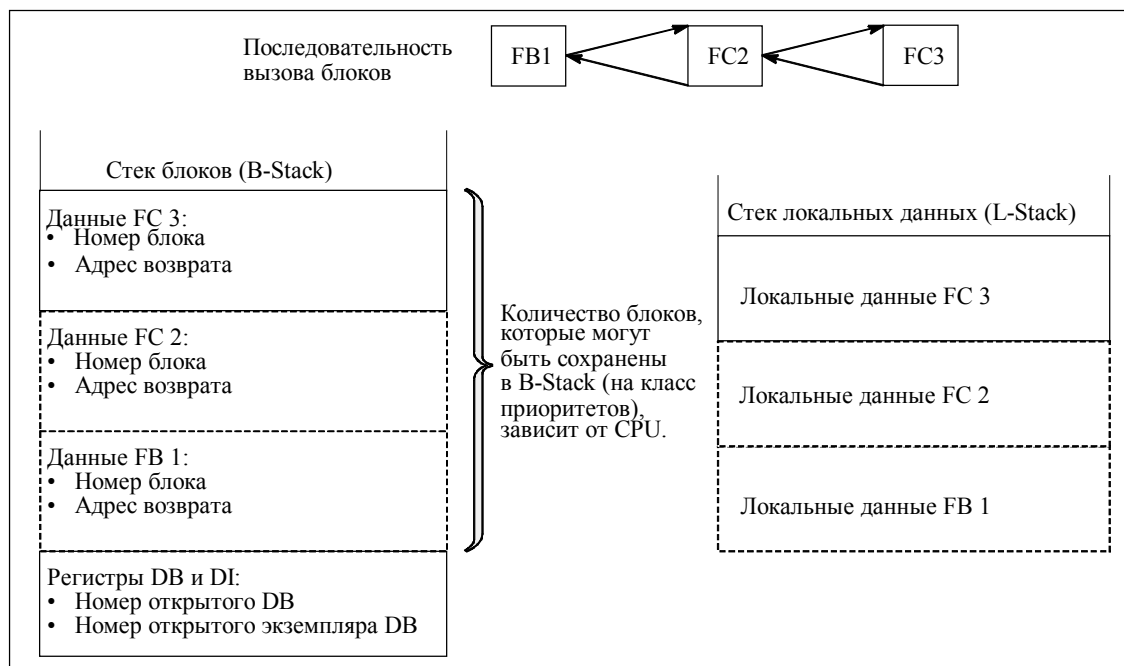 Последовательность
вызова блоков
FB1
FC2
FC3
Стек блоков (B-Stack)
Данные FC 3:
• Номер блока
• Адрес возврата
Данные FC 2:
• Номер блока
• Адрес возврата
Данные FB 1:
• Номер блока
• Адрес возврата
Регистры DB и DI:
• Номер открытого DB
• Номер открытого экземпляра DB
Количество блоков,
которые могут
быть сохранены
в B-Stack (на класс
приоритетов),
зависит от CPU.
Стек локальных данных (L-Stack)
Локальные данные FC 3
Локальные данные FC 2
Локальные данные FB 1